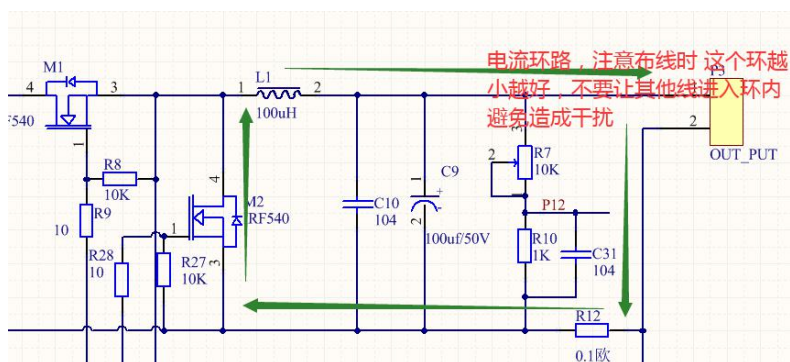 M1
4
3
F540
1
R8
10K
R9
10
R28
10
1
L1
2
100uH
4
M2
RF540
1
3
R27
10K
C10
104
C9
1
+
-
2
100uf/50V
电流环路，注意布线时 这个环越
小越好，不要让其他线进入环内
避免造成干扰
P3
2
OUT_PUT
3
2
R7
10K
1
P12
R10
1K
C31
104
R12
0.1欧